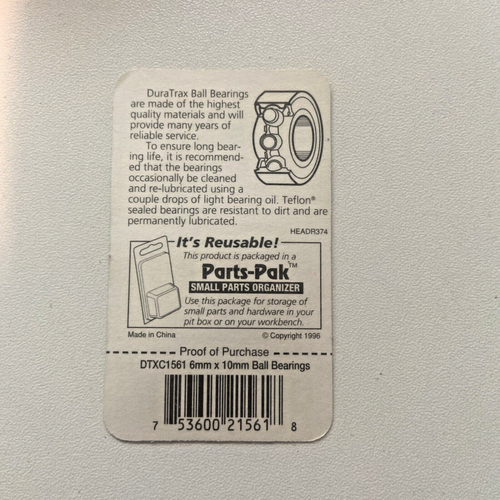 DuraTrax Ball Bearings
are made of the highest
quality materials and will
provide many years of
reliable service.
To ensure long bear-
ing life, it is recommend-
ed that the bearings
occasionally be cleaned
and re-lubricated using a
couple drops of light bearing oil. Teflon®
sealed bearings are resistant to dirt and are
permanently lubricated.
HEADR374
It's Reusable!
This product is packaged in a
Parts-Pak™
SMALL PARTS ORGANIZER
Use this package for storage of
small parts and hardware in your
pit box or on your workbench.
Made in China © Copyright 1996
Proof of Purchase
DTXC1561 6mm x 10mm Ball Bearings
7 53600 21561 8